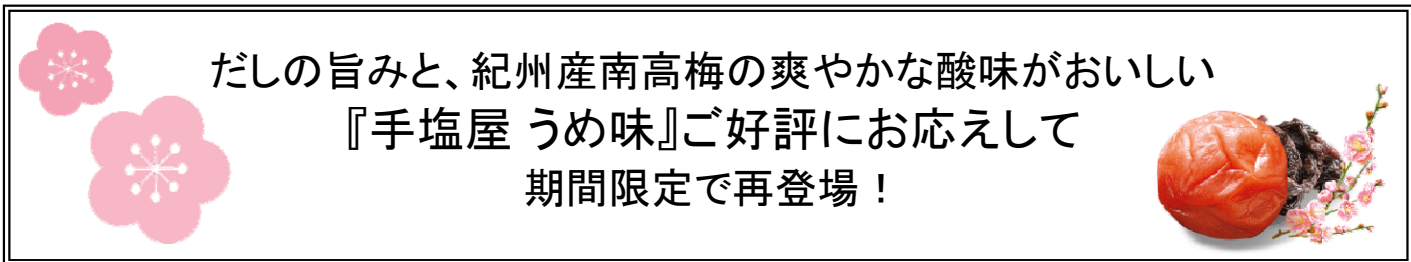 だしの旨みと、紀州産南高梅の爽やかな酸味がおいしい
『手塩屋 うめ味』ご好評にお応えして
期間限定で再登場！